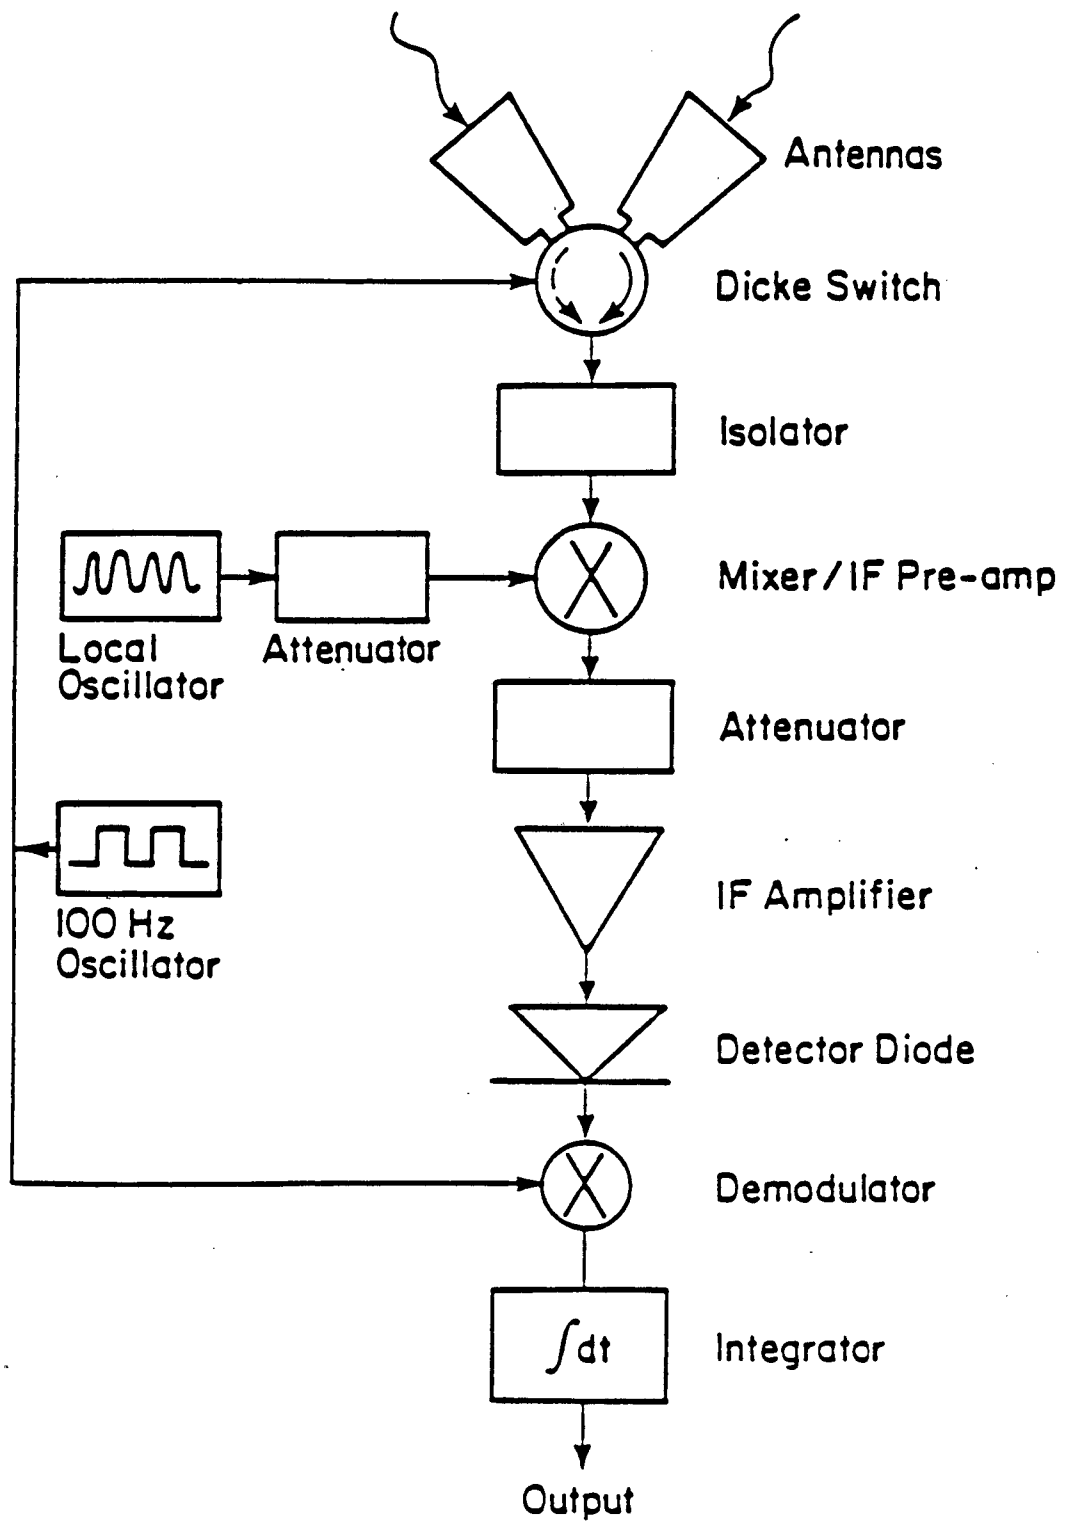 Antennas
Dicke Switch
Isolator
Mixer/IF Pre-amp
Local
Oscillator
Attenuator
Attenuator
100 Hz
Oscillator
IF Amplifier
Detector Diode
Demodulator
∫dt
Integrator
Output